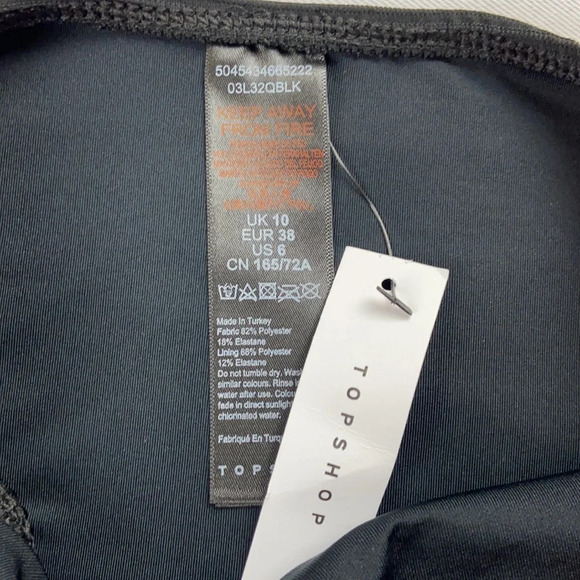 5045434665222
03L32QBLK
KEEP AWAY
FROM FIRE
UK 10
EUR 38
US 6
CN 165/72A
Made In Turkey
Fabric 82% Polyester
18% Elastane
Lining 88% Polyester
12% Elastane
Do not tumble dry. Wash
similar colours. Rinse
water after use. Colou
fade in direct sunligh
chlorinated water.
Fabriqué En Turq
TOPS
TOPSHOP